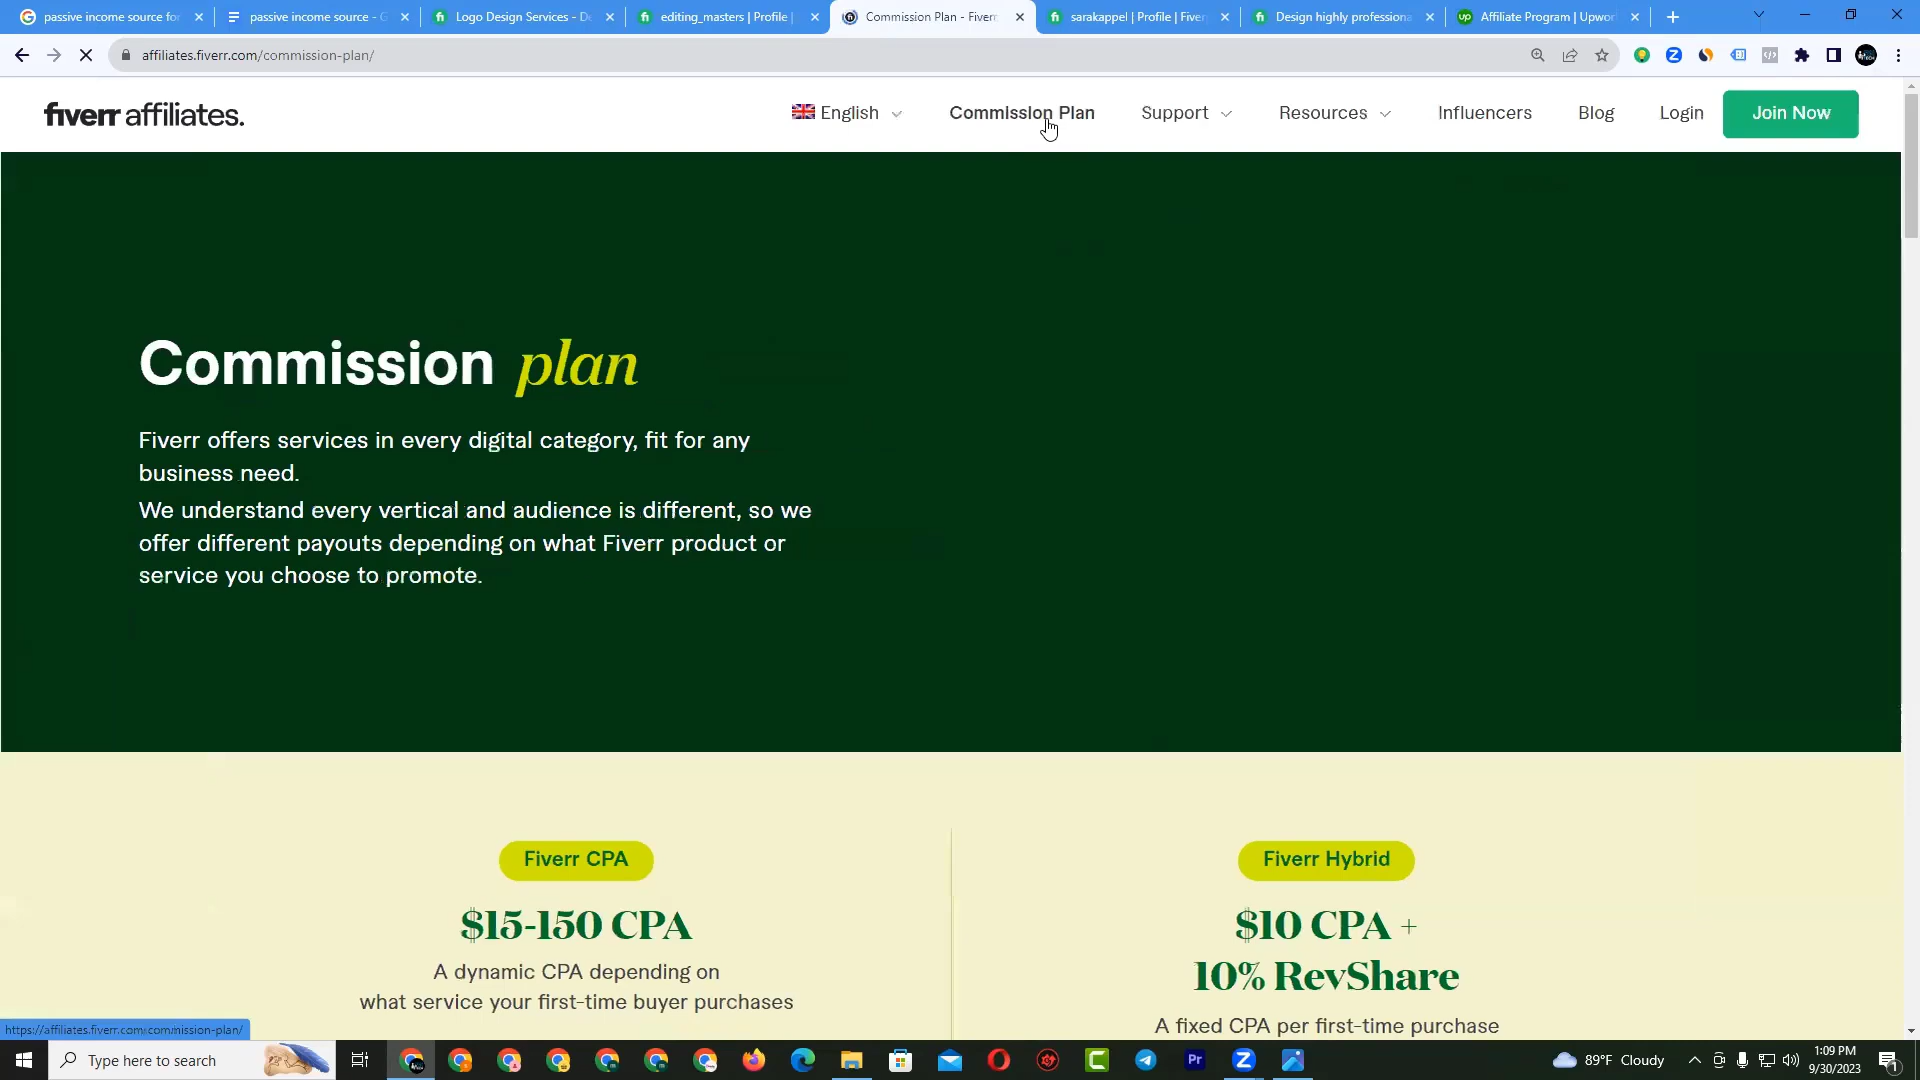 passive income source for
passive income source - G
Logo Design Services - De
editing_masters | Profile |
Commission Plan - Fiverr
sarakappel | Profile | Fiver
Design highly professiona
Affiliate Program | Upwor
affiliates.fiverr.com/commission-plan/
fiverr affiliates.
English
Commission Plan
Support
Resources
Influencers
Blog
Login
Join Now
Commission plan
Fiverr offers services in every digital category, fit for any
business need.
We understand every vertical and audience is different, so we
offer different payouts depending on what Fiverr product or
service you choose to promote.
Fiverr CPA
$15-150 CPA
A dynamic CPA depending on
what service your first-time buyer purchases
Fiverr Hybrid
$10 CPA +
10% RevShare
A fixed CPA per first-time purchase
https://affiliates.fiverr.com/commission-plan/
Type here to search
89°F Cloudy
1:09 PM
9/30/2023